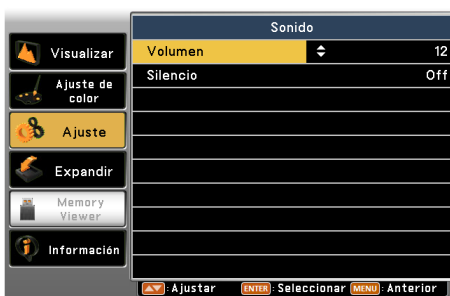 Sonido
Visualizar
Ajuste de
color
Ajuste
Expandir
Memory
Viewer
Información
Volumen 12
Silencio Off
:Ajustar ENTER :Seleccionar MENU :Anterior